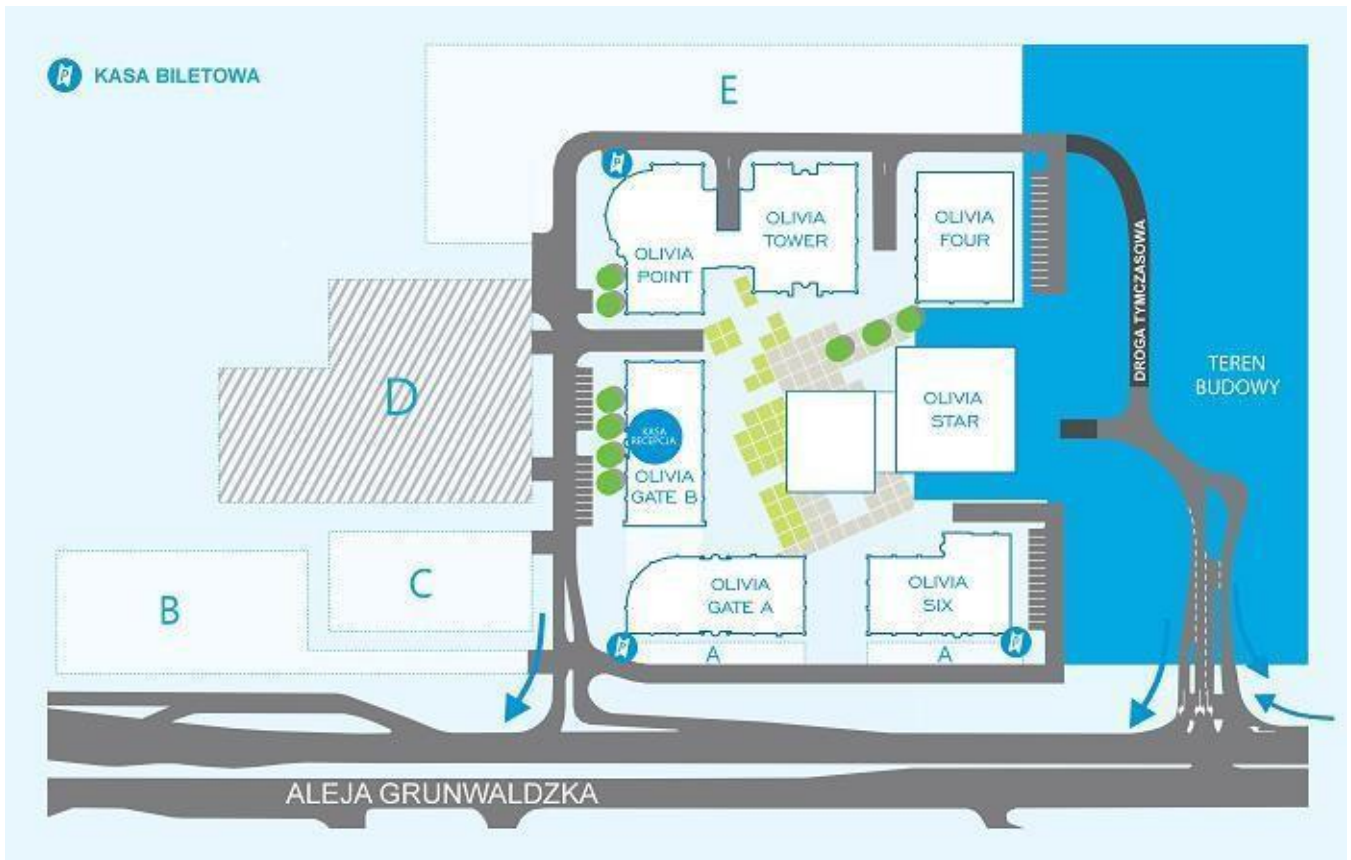 P KASA BILETOWA
E
P
OLIVIA
POINT
OLIVIA
TOWER
OLIVIA
FOUR
DROGA TYMCZASOWA
TEREN
BUDOWY
D
KASA
RECEPCJA
OLIVIA
GATE B
OLIVIA
STAR
B
C
OLIVIA
GATE A
OLIVIA
SIX
P
A
A
P
ALEJA GRUNWALDZKA